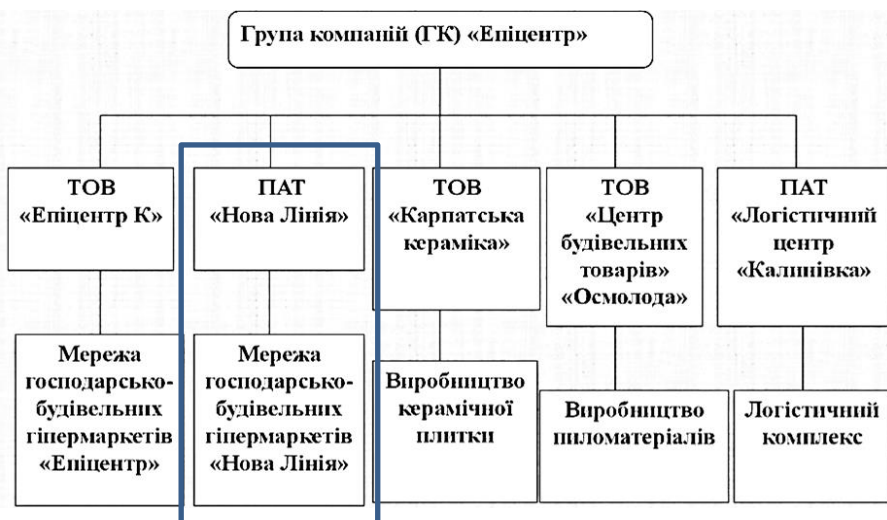 Група компаній (ГК) «Епіцентр»
ТОВ
«Епіцентр К»
ПАТ
«Нова Лінія»
ТОВ
«Карпатська
кераміка»
ТОВ
«Центр
будівельних
товарів»
«Осмолода»
ПАТ
«Логістичний
центр
«Калинівка»
Мережа
господарсько-
будівельних
гіпермаркетів
«Епіцентр»
Мережа
господарсько-
будівельних
гіпермаркетів
«Нова Лінія»
Виробництво
керамічної
плитки
Виробництво
пиломатеріалів
Логістичний
комплекс